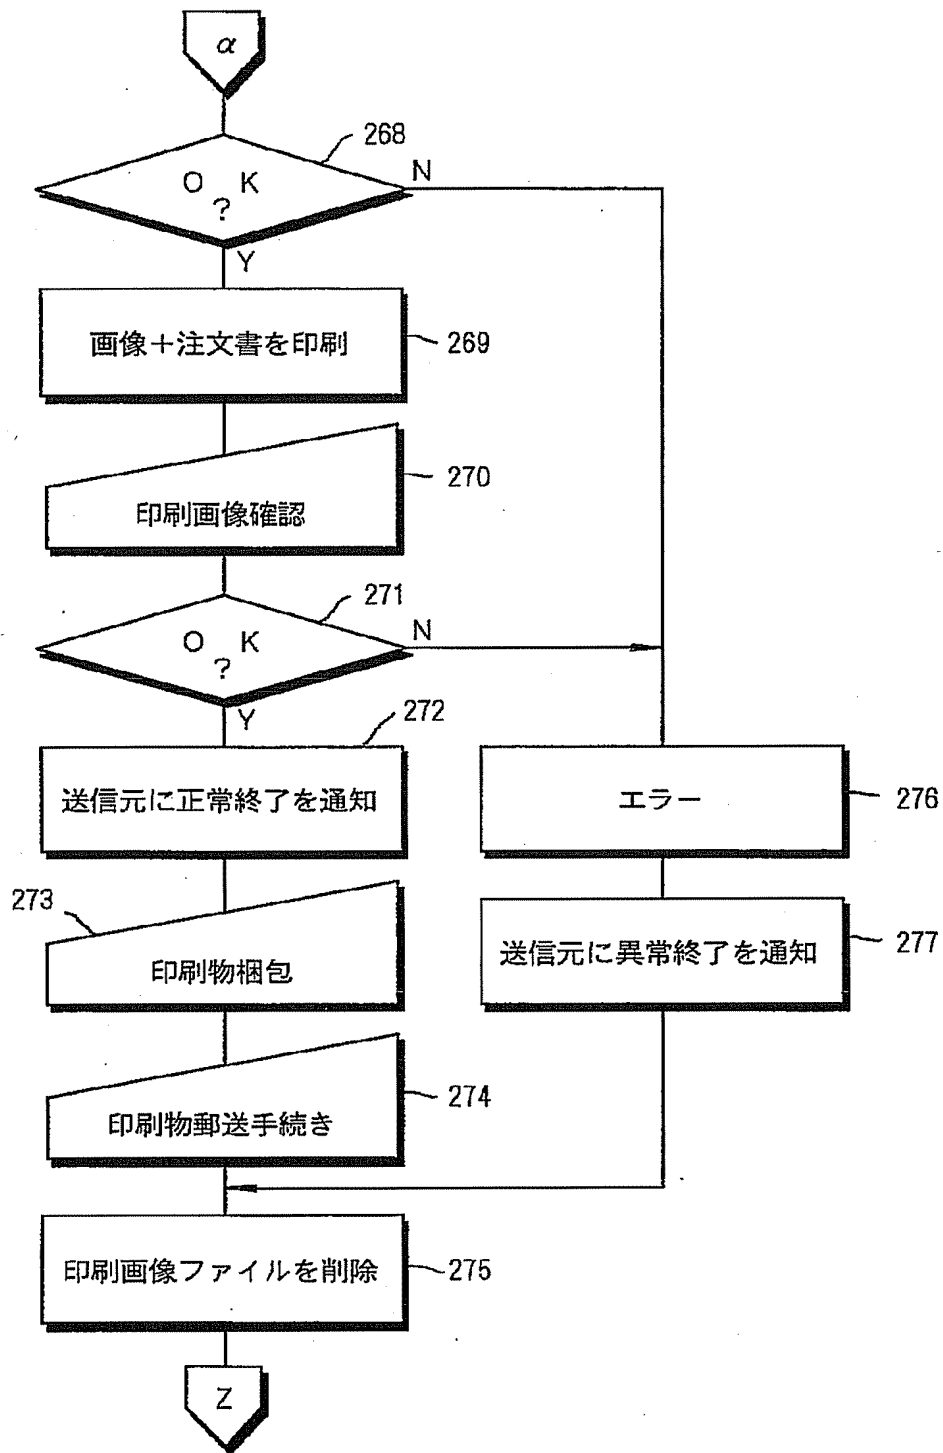 α
268
O K
?
N
Y
画像+注文書を印刷
269
270
印刷画像確認
271
O K
?
N
Y
272
送信元に正常終了を通知
エラー
276
273
印刷物梱包
送信元に異常終了を通知
277
274
印刷物郵送手続き
印刷画像ファイルを削除
275
Z